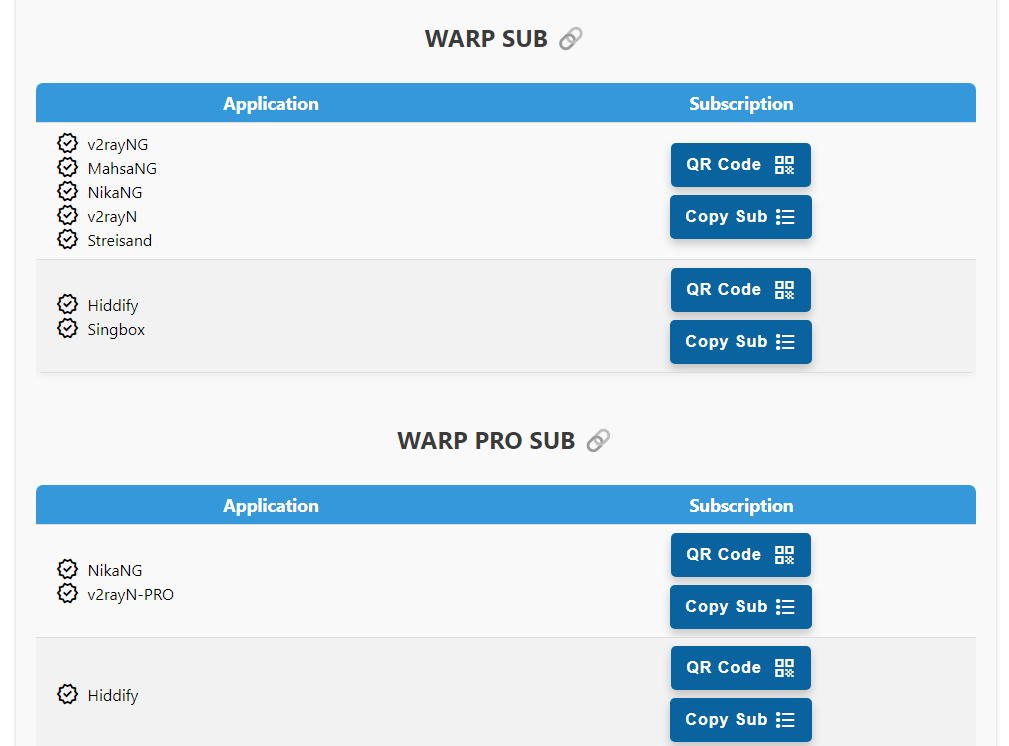 WARP SUB
Application Subscription
v2rayNG
MahsaNG
NikaNG
v2rayN
Streisand
QR Code
Copy Sub
Hiddify
Singbox
QR Code
Copy Sub
WARP PRO SUB
Application Subscription
NikaNG
v2rayN-PRO
QR Code
Copy Sub
Hiddify
QR Code
Copy Sub